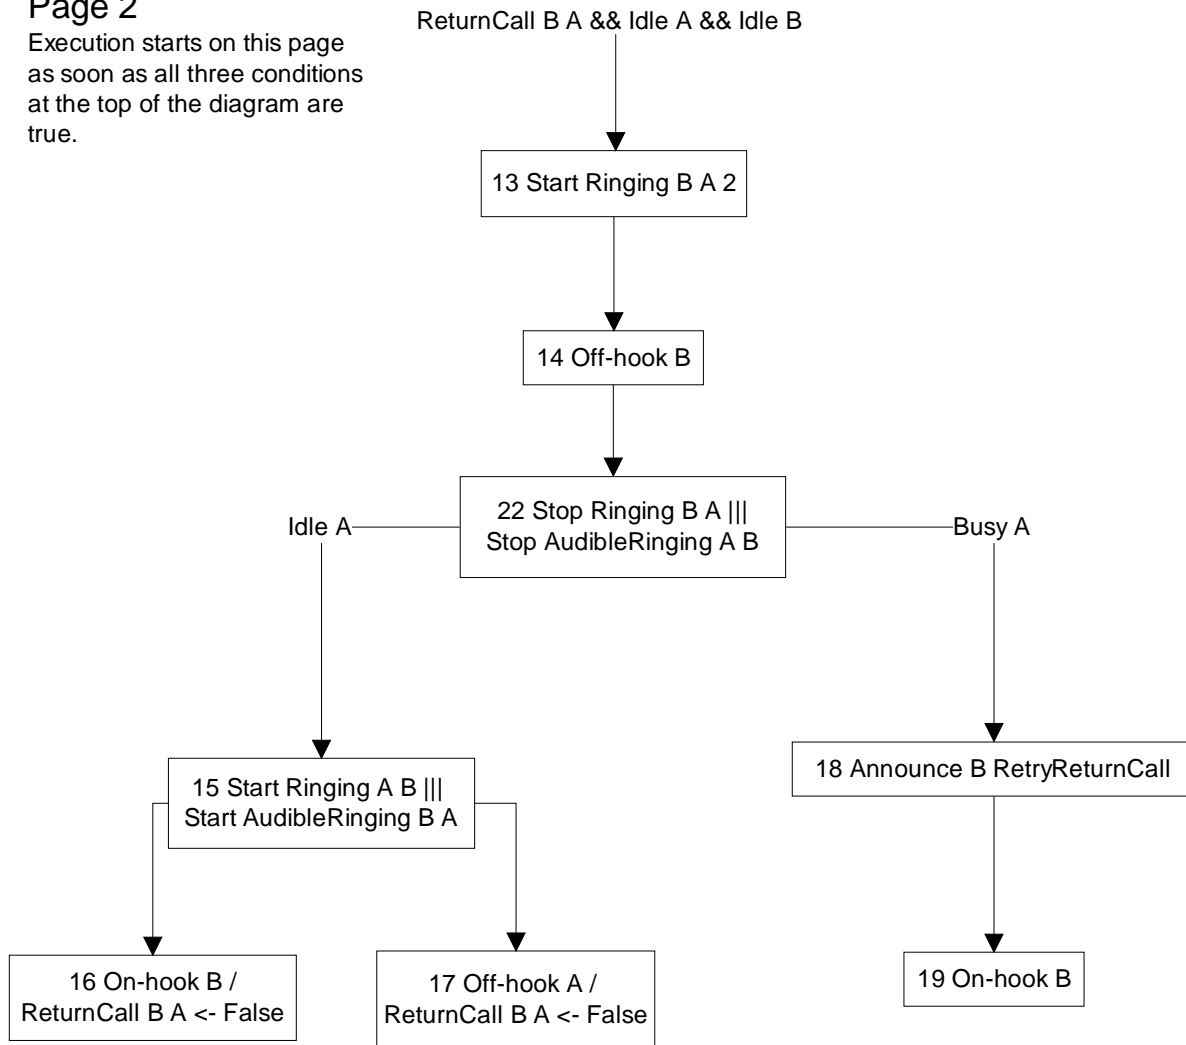 Page 2
Execution starts on this page
as soon as all three conditions
at the top of the diagram are
true.
ReturnCall B A && Idle A && Idle B
13 Start Ringing B A 2
14 Off-hook B
22 Stop Ringing B A |||
Stop AudibleRinging A B
Idle A
Busy A
15 Start Ringing A B |||
Start AudibleRinging B A
18 Announce B RetryReturnCall
16 On-hook B /
ReturnCall B A <- False
17 Off-hook A /
ReturnCall B A <- False
19 On-hook B